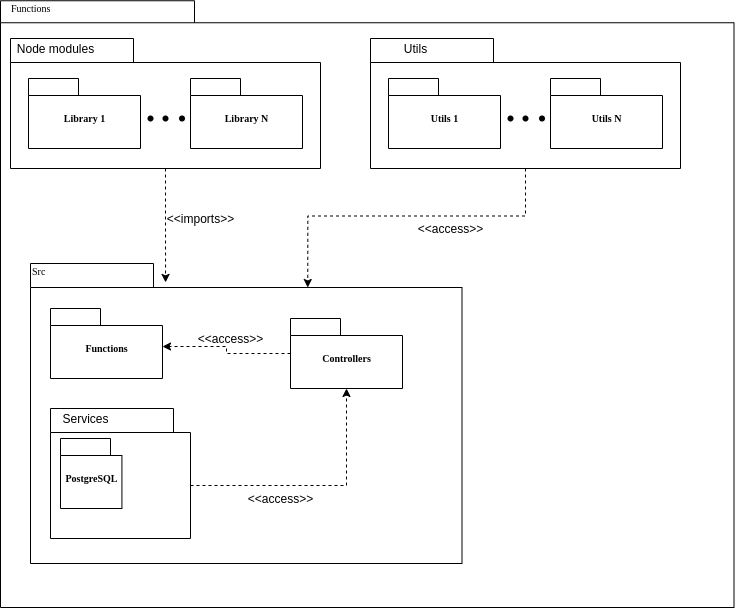 Functions
Node modules
Utils
Library 1
Library N
Utils 1
Utils N
<<imports>>
<<access>>
Src
Functions
<<access>>
Controllers
Services
PostgreSQL
<<access>>